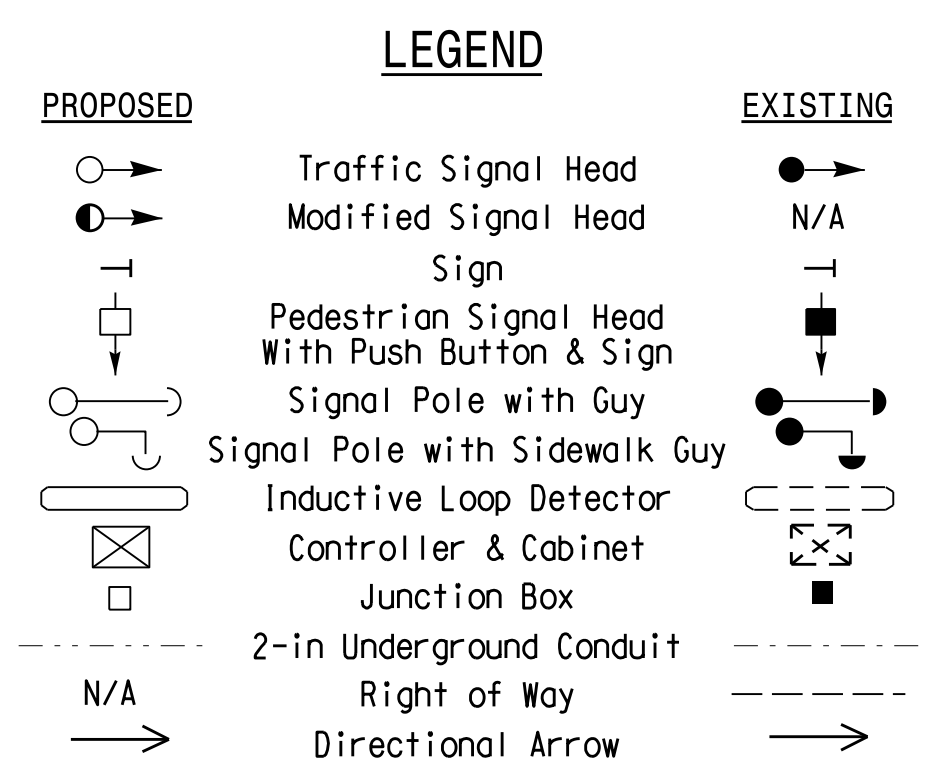 LEGEND
PROPOSED EXISTING
Traffic Signal Head
Modified Signal Head N/A
Sign
Pedestrian Signal Head
With Push Button & Sign
Signal Pole with Guy
Signal Pole with Sidewalk Guy
Inductive Loop Detector
Controller & Cabinet
Junction Box
2-in Underground Conduit
N/A Right of Way
Directional Arrow